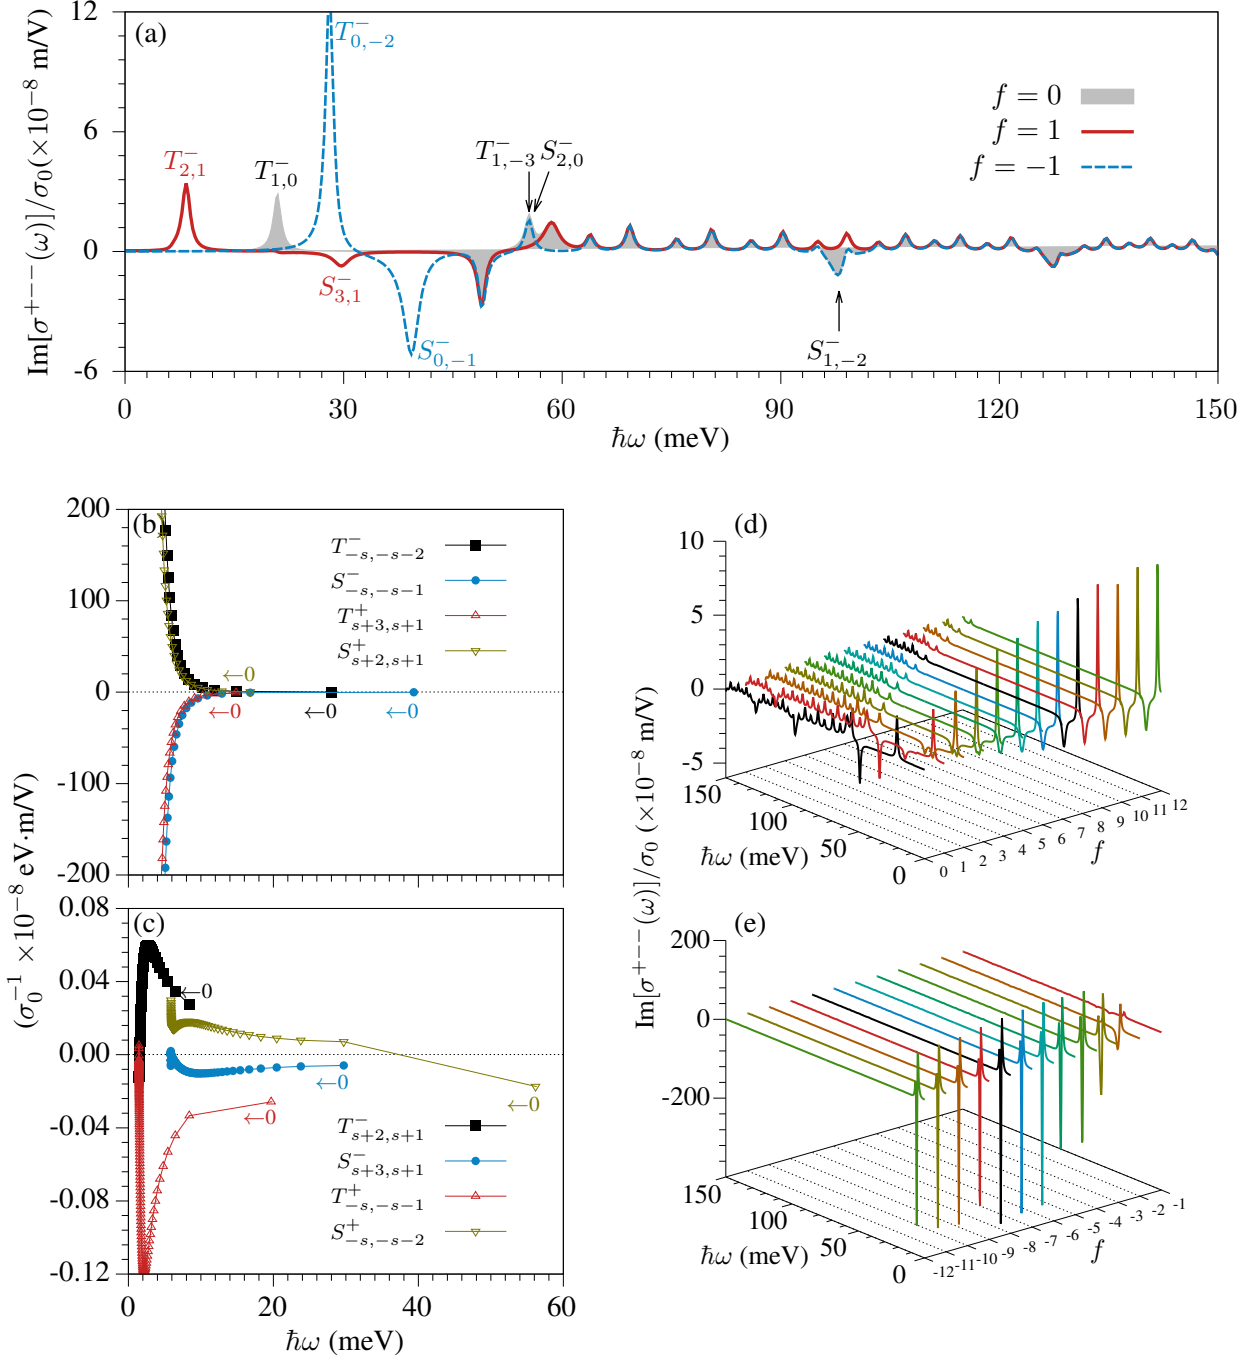 (a)
Im[σ⁺⁻⁻⁻(ω)]/σ₀(×10⁻⁸ m/V)
12
6
0
-6
T⁻₂,₁
T⁻₁,₀
T⁻₀,₋₂
S⁻₃,₁
S⁻₀,₋₁
T⁻₁,₋₃ S⁻₂,₀
S⁻₁,₋₂
f = 0
f = 1
f = −1
0 30 60 90 120 150
ħω (meV)
(b)
200
100
0
-100
-200
T⁻₋ₛ,₋ₛ₋₂
S⁻₋ₛ,₋ₛ₋₁
T⁺ₛ₊₃,ₛ₊₁
S⁺ₛ₊₂,ₛ₊₁
←0
←0 ←0 ←0
(σ₀⁻¹ ×10⁻⁸ eV·m/V)
(c)
0.08
0.04
0.00
-0.04
-0.08
-0.12
←0
←0
←0
←0
T⁻ₛ₊₂,ₛ₊₁
S⁻ₛ₊₃,ₛ₊₁
T⁺₋ₛ,₋ₛ₋₁
S⁺₋ₛ,₋ₛ₋₂
0 20 40 60
ħω (meV)
(d)
Im[σ⁺⁻⁻⁻(ω)]/σ₀ (×10⁻⁸ m/V)
10
5
0
-5
150
100
50
0
ħω (meV)
0 1 2 3 4 5 6 7 8 9 10 11 12
f
(e)
200
0
-200
150
100
50
0
ħω (meV)
-12 -11 -10 -9 -8 -7 -6 -5 -4 -3 -2 -1
f